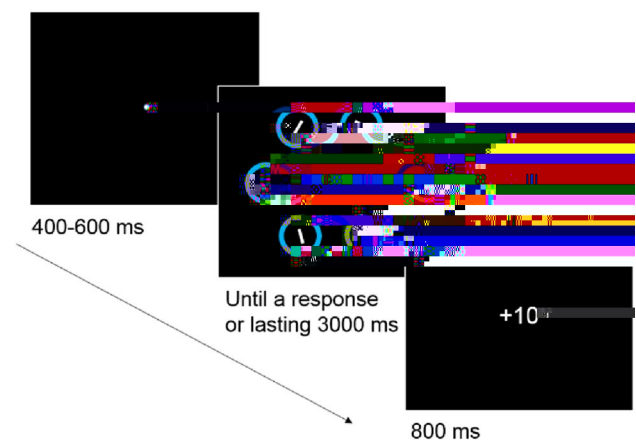 400-600 ms
Until a response
or lasting 3000 ms
+10
800 ms